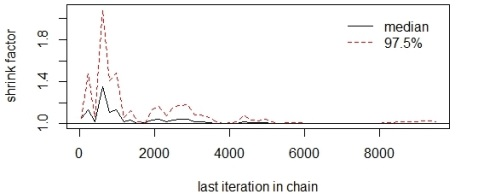 median
97.5%
shrink factor
1.0 1.4 1.8
0 2000 4000 6000 8000
last iteration in chain